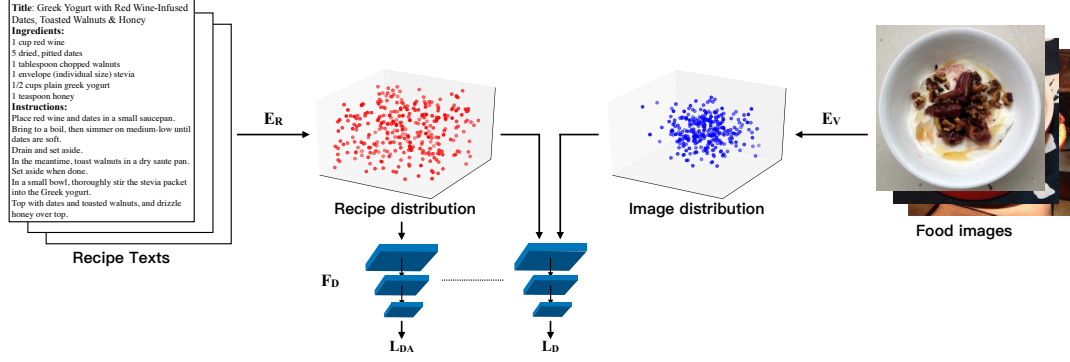 Title: Greek Yogurt with Red Wine-Infused
Dates, Toasted Walnuts & Honey
Ingredients:
1 cup red wine
5 dried, pitted dates
1 tablespoon chopped walnuts
1 envelope (individual size) stevia
1/2 cups plain greek yogurt
1 teaspoon honey
Instructions:
Place red wine and dates in a small saucepan.
Bring to a boil, then simmer on medium-low until
dates are soft.
Drain and set aside.
In the meantime, toast walnuts in a dry saute pan.
Set aside when done.
In a small bowl, thoroughly stir the stevia packet
into the Greek yogurt.
Top with dates and toasted walnuts, and drizzle
honey over top.
Recipe Texts
E_R
Recipe distribution
Image distribution
E_V
Food images
F_D
L_DA
L_D